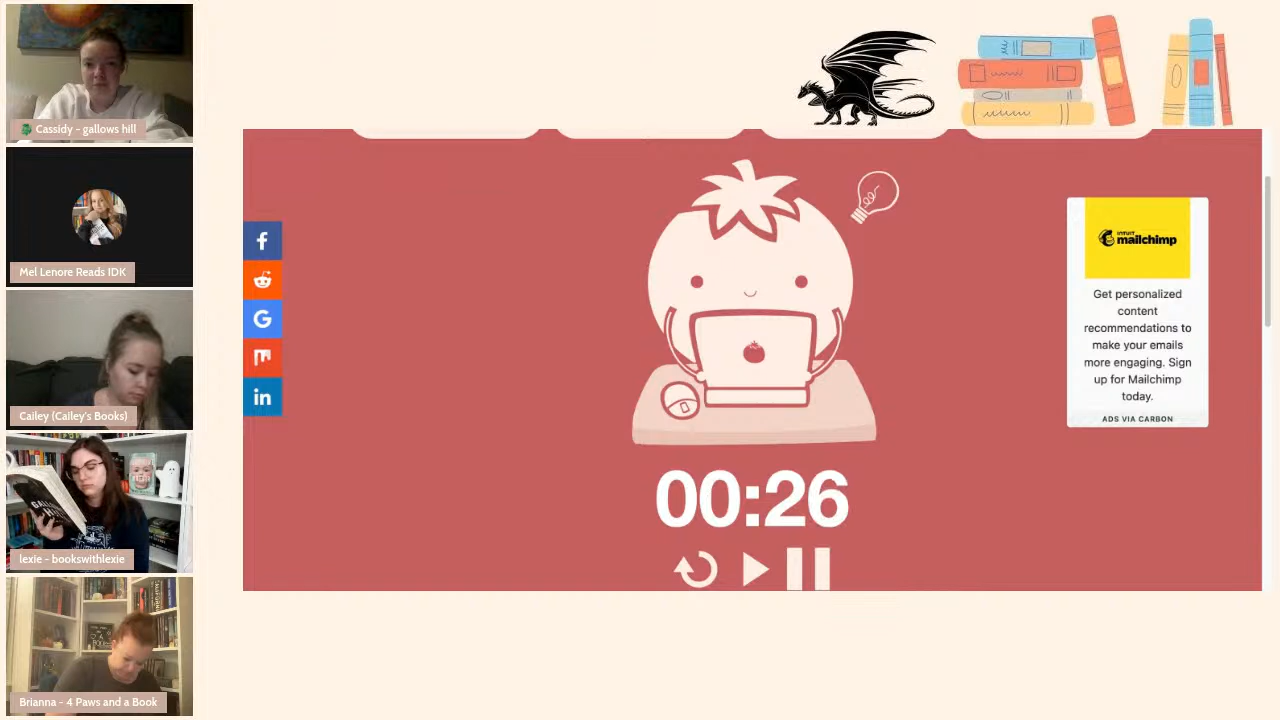 🐉 Cassidy - gallows hill
Mel Lenore Reads IDK
Cailey (Cailey's Books)
lexie - bookswithlexie
Brianna - 4 Paws and a Book
f
G
in
INTUIT
mailchimp
Get personalized
content
recommendations to
make your emails
more engaging. Sign
up for Mailchimp
today.
ADS VIA CARBON
00:26